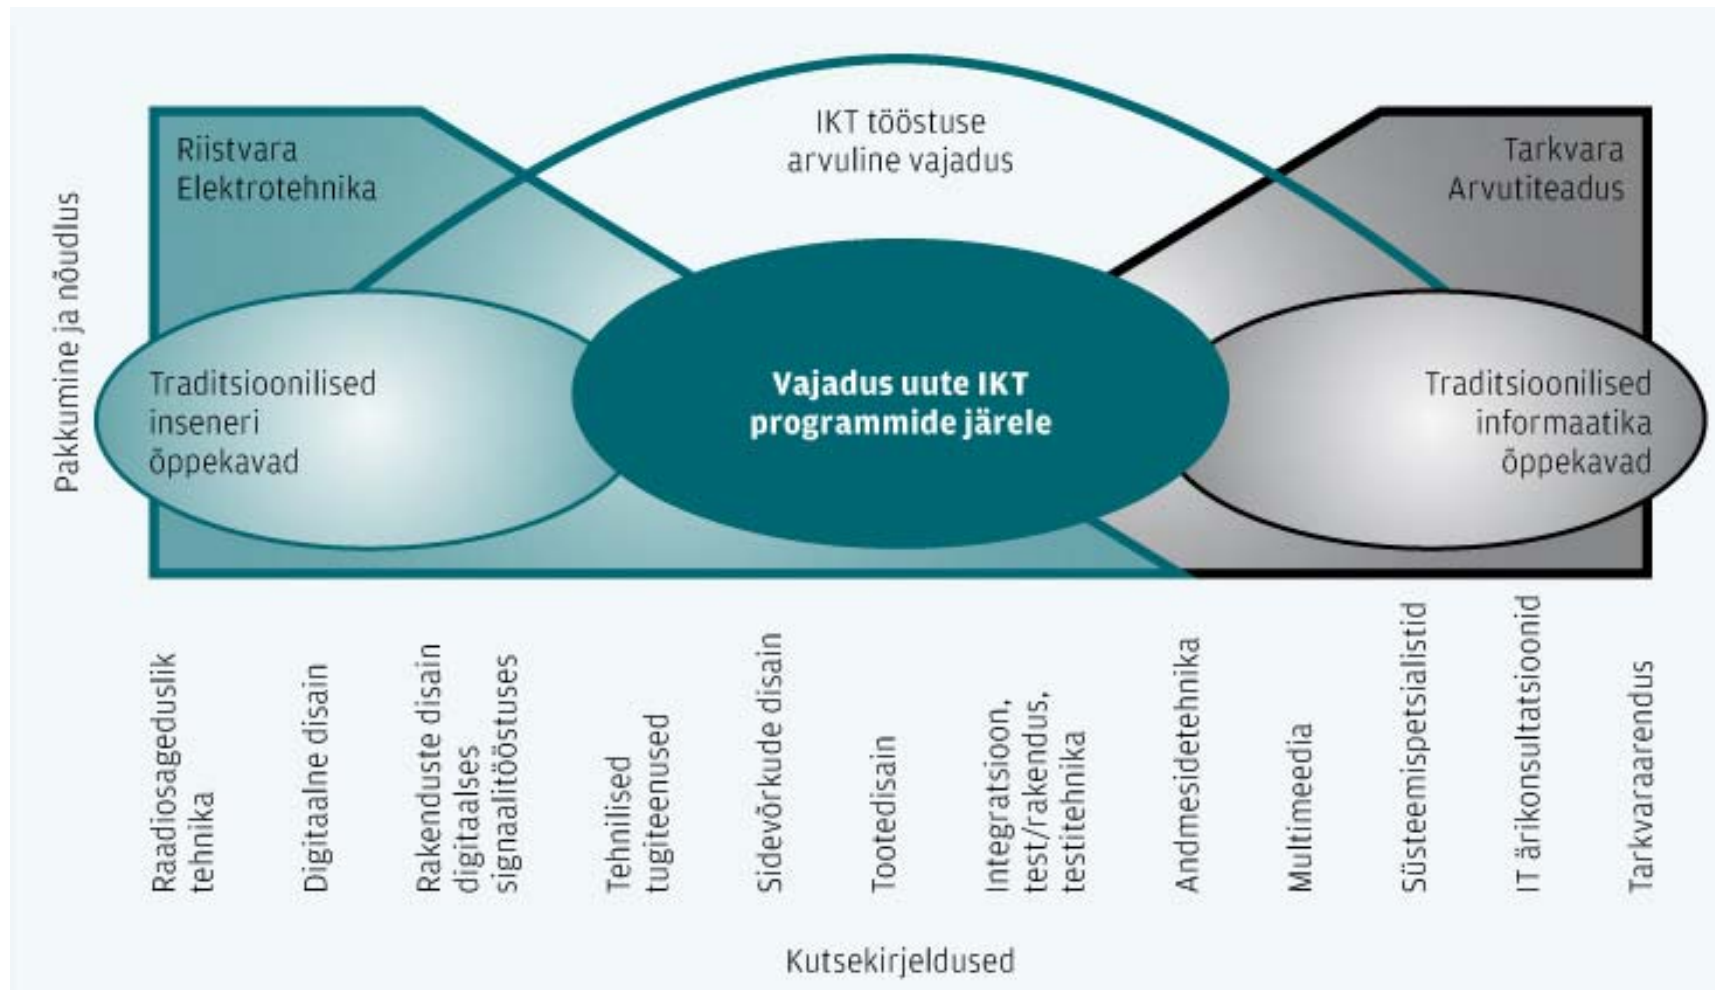 IKT tööstuse
arvuline vajadus
Riistvara
Elektrotehnika
Tarkvara
Arvutiteadus
Pakkumine ja nõudlus
Traditsioonilised
inseneri
õppekavad
Vajadus uute IKT
programmide järele
Traditsioonilised
informaatika
õppekavad
Raadiosageduslik
tehnika
Digitaalne disain
Rakenduste disain
digitaalses
signaalitööstuses
Tehnilised
tugiteenused
Sidevõrkude disain
Tootedisain
Integratsioon,
test/rakendus,
testitehnika
Andmesidetehnika
Multimeedia
Süsteemispetsialistid
IT ärikonsultatsioonid
Tarkvaraarendus
Kutsekirjeldused